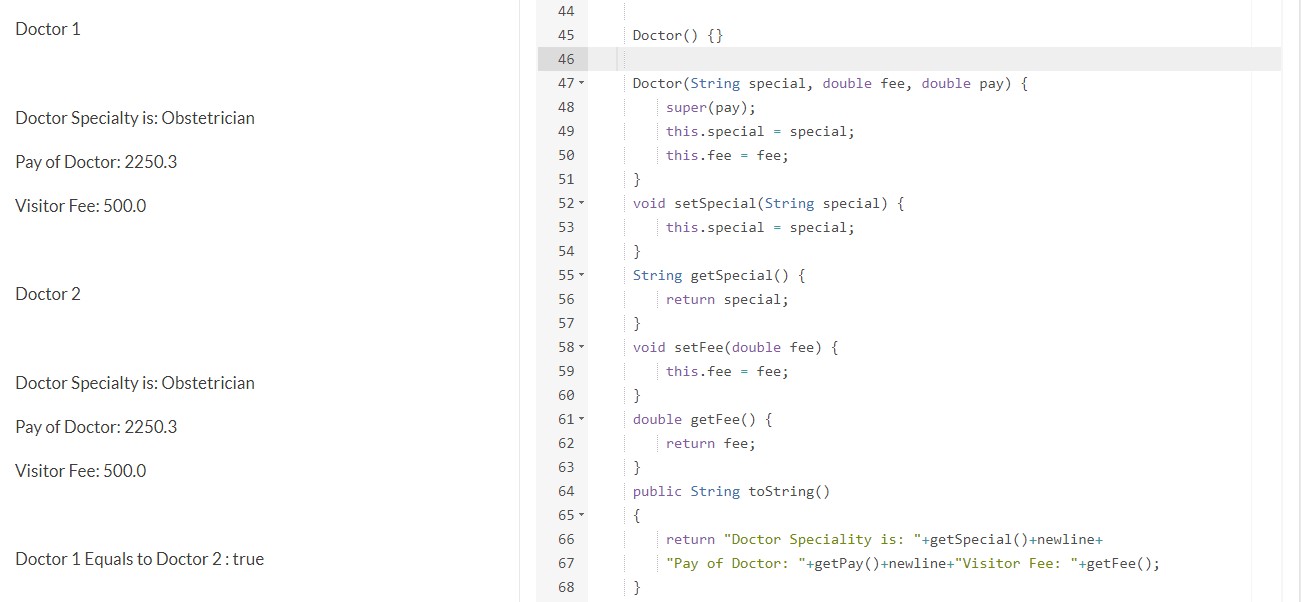 Doctor 1
Doctor Specialty is: Obstetrician
Pay of Doctor: 2250.3
Visitor Fee: 500.0
Doctor 2
Doctor Specialty is: Obstetrician
Pay of Doctor: 2250.3
Visitor Fee: 500.0
Doctor 1 Equals to Doctor 2 : true
44
45 Doctor() {}
46
47 Doctor(String special, double fee, double pay) {
48 super(pay);
49 this.special = special;
50 this.fee = fee;
51 }
52 void setSpecial(String special) {
53 this.special = special;
54 }
55 String getSpecial() {
56 return special;
57 }
58 void setFee(double fee) {
59 this.fee = fee;
60 }
61 double getFee() {
62 return fee;
63 }
64 public String toString()
65 {
66 return "Doctor Speciality is: "+getSpecial()+newline+
67 "Pay of Doctor: "+getPay()+newline+"Visitor Fee: "+getFee();
68 }